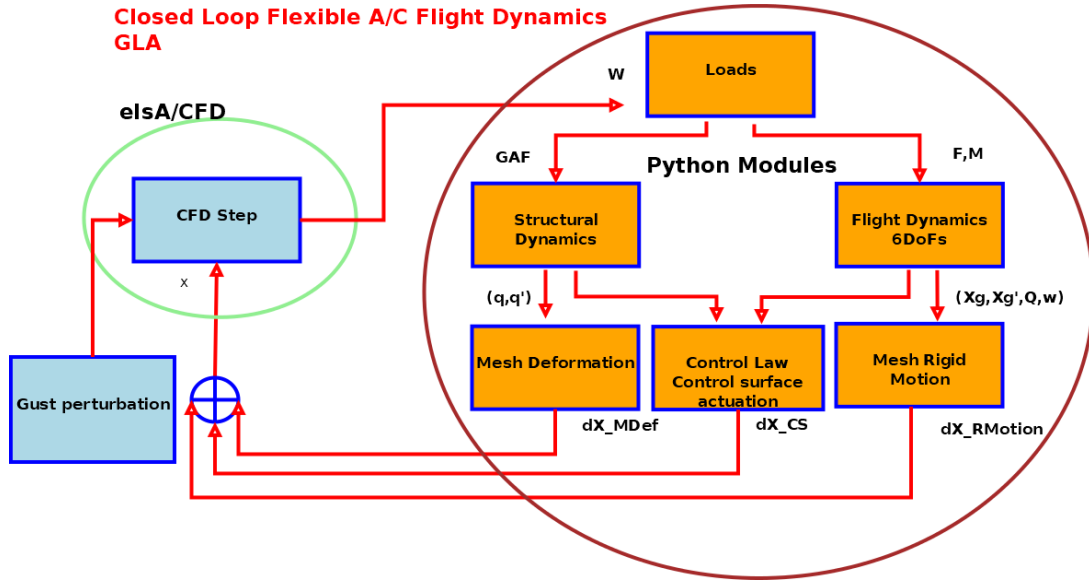 Closed Loop Flexible A/C Flight Dynamics
GLA
elsA/CFD
W
Loads
GAF
F,M
Python Modules
CFD Step
Structural
Dynamics
Flight Dynamics
6DoFs
x
(q,q')
(Xg,Xg',Q,w)
Gust perturbation
Mesh Deformation
Control Law
Control surface
actuation
Mesh Rigid
Motion
dX_MDef
dX_CS
dX_RMotion